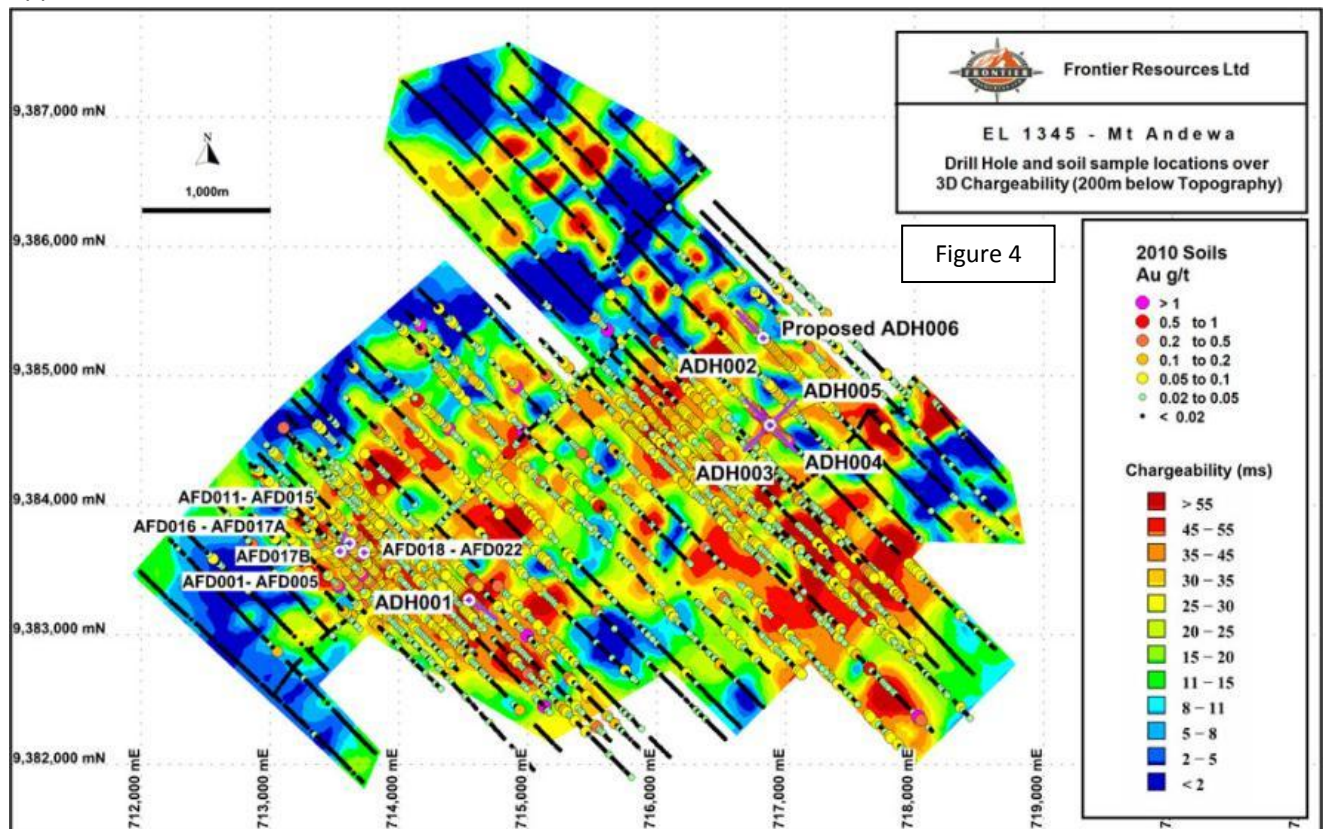 FRONTIER
Frontier Resources Ltd
EL 1345 - Mt Andewa
Drill Hole and soil sample locations over
3D Chargeability (200m below Topography)
Figure 4
9,387,000 mN
N
1,000m
9,386,000 mN
9,385,000 mN
9,384,000 mN
9,383,000 mN
9,382,000 mN
Proposed ADH006
ADH002
ADH005
ADH003
ADH004
AFD011- AFD015
AFD016 - AFD017A
AFD017B
AFD018 - AFD022
AFD001- AFD005
ADH001
712,000 mE
713,000 mE
714,000 mE
715,000 mE
716,000 mE
717,000 mE
718,000 mE
719,000 mE
2010 Soils
Au g/t
> 1
0.5 to 1
0.2 to 0.5
0.1 to 0.2
0.05 to 0.1
0.02 to 0.05
< 0.02
Chargeability (ms)
> 55
45 – 55
35 – 45
30 – 35
25 – 30
20 – 25
15 – 20
11 – 15
8 – 11
5 – 8
2 – 5
< 2